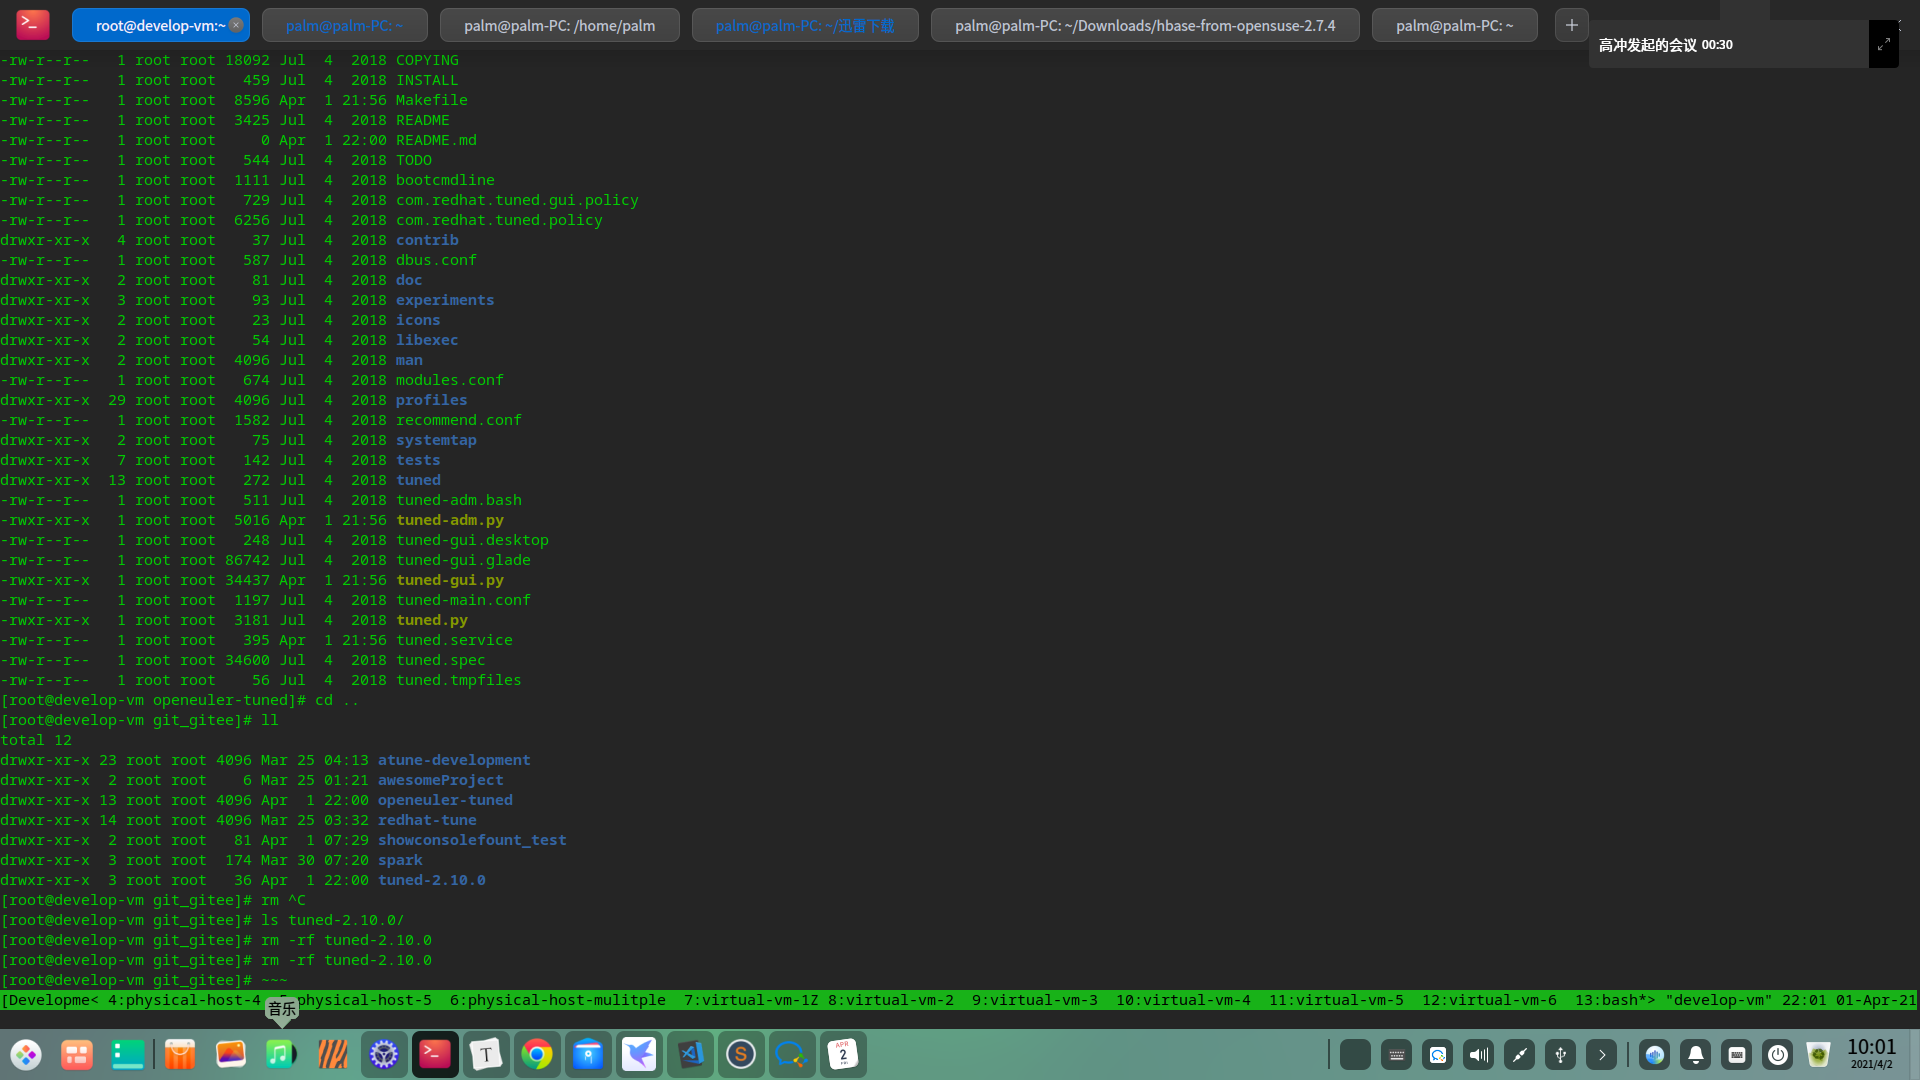 root@develop-vm:~ palm@palm-PC: ~ palm@palm-PC: /home/palm palm@palm-PC: ~/迅雷下载 palm@palm-PC: ~/Downloads/hbase-from-opensuse-2.7.4 palm@palm-PC: ~
高冲发起的会议 00:30
-rw-r--r--   1 root root 18092 Jul  4  2018 COPYING
-rw-r--r--   1 root root   459 Jul  4  2018 INSTALL
-rw-r--r--   1 root root  8596 Apr  1 21:56 Makefile
-rw-r--r--   1 root root  3425 Jul  4  2018 README
-rw-r--r--   1 root root     0 Apr  1 22:00 README.md
-rw-r--r--   1 root root   544 Jul  4  2018 TODO
-rw-r--r--   1 root root  1111 Jul  4  2018 bootcmdline
-rw-r--r--   1 root root   729 Jul  4  2018 com.redhat.tuned.gui.policy
-rw-r--r--   1 root root  6256 Jul  4  2018 com.redhat.tuned.policy
drwxr-xr-x   4 root root    37 Jul  4  2018 contrib
-rw-r--r--   1 root root   587 Jul  4  2018 dbus.conf
drwxr-xr-x   2 root root    81 Jul  4  2018 doc
drwxr-xr-x   3 root root    93 Jul  4  2018 experiments
drwxr-xr-x   2 root root    23 Jul  4  2018 icons
drwxr-xr-x   2 root root    54 Jul  4  2018 libexec
drwxr-xr-x   2 root root  4096 Jul  4  2018 man
-rw-r--r--   1 root root   674 Jul  4  2018 modules.conf
drwxr-xr-x  29 root root  4096 Jul  4  2018 profiles
-rw-r--r--   1 root root  1582 Jul  4  2018 recommend.conf
drwxr-xr-x   2 root root    75 Jul  4  2018 systemtap
drwxr-xr-x   7 root root   142 Jul  4  2018 tests
drwxr-xr-x  13 root root   272 Jul  4  2018 tuned
-rw-r--r--   1 root root   511 Jul  4  2018 tuned-adm.bash
-rwxr-xr-x   1 root root  5016 Apr  1 21:56 tuned-adm.py
-rw-r--r--   1 root root   248 Jul  4  2018 tuned-gui.desktop
-rw-r--r--   1 root root 86742 Jul  4  2018 tuned-gui.glade
-rwxr-xr-x   1 root root 34437 Apr  1 21:56 tuned-gui.py
-rw-r--r--   1 root root  1197 Jul  4  2018 tuned-main.conf
-rwxr-xr-x   1 root root  3181 Jul  4  2018 tuned.py
-rw-r--r--   1 root root   395 Apr  1 21:56 tuned.service
-rw-r--r--   1 root root 34600 Jul  4  2018 tuned.spec
-rw-r--r--   1 root root    56 Jul  4  2018 tuned.tmpfiles
[root@develop-vm openeuler-tuned]# cd ..
[root@develop-vm git_gitee]# ll
total 12
drwxr-xr-x 23 root root 4096 Mar 25 04:13 atune-development
drwxr-xr-x  2 root root    6 Mar 25 01:21 awesomeProject
drwxr-xr-x 13 root root 4096 Apr  1 22:00 openeuler-tuned
drwxr-xr-x 14 root root 4096 Mar 25 03:32 redhat-tune
drwxr-xr-x  2 root root   81 Apr  1 07:29 showconsolefount_test
drwxr-xr-x  3 root root  174 Mar 30 07:20 spark
drwxr-xr-x  3 root root   36 Apr  1 22:00 tuned-2.10.0
[root@develop-vm git_gitee]# rm ^C
[root@develop-vm git_gitee]# ls tuned-2.10.0/
[root@develop-vm git_gitee]# rm -rf tuned-2.10.0
[root@develop-vm git_gitee]# rm -rf tuned-2.10.0
[root@develop-vm git_gitee]# ~~~
[Developme< 4:physical-host-4 physical-host-5  6:physical-host-mulitple  7:virtual-vm-1Z 8:virtual-vm-2  9:virtual-vm-3  10:virtual-vm-4  11:virtual-vm-5  12:virtual-vm-6  13:bash*> "develop-vm" 22:01 01-Apr-21
音乐
APR
2
10:01
2021/4/2